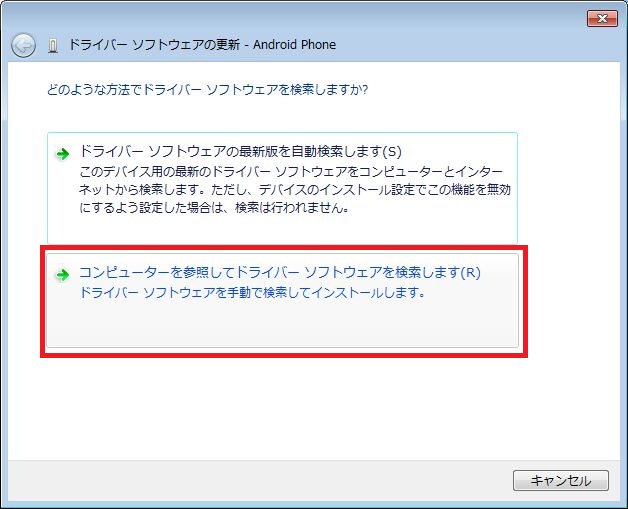 ドライバー ソフトウェアの更新 - Android Phone
どのような方法でドライバー ソフトウェアを検索しますか?
ドライバー ソフトウェアの最新版を自動検索します(S)
このデバイス用の最新のドライバー ソフトウェアをコンピューターとインター
ネットから検索します。ただし、デバイスのインストール設定でこの機能を無効
にするよう設定した場合は、検索は行われません。
コンピューターを参照してドライバー ソフトウェアを検索します(R)
ドライバー ソフトウェアを手動で検索してインストールします。
キャンセル